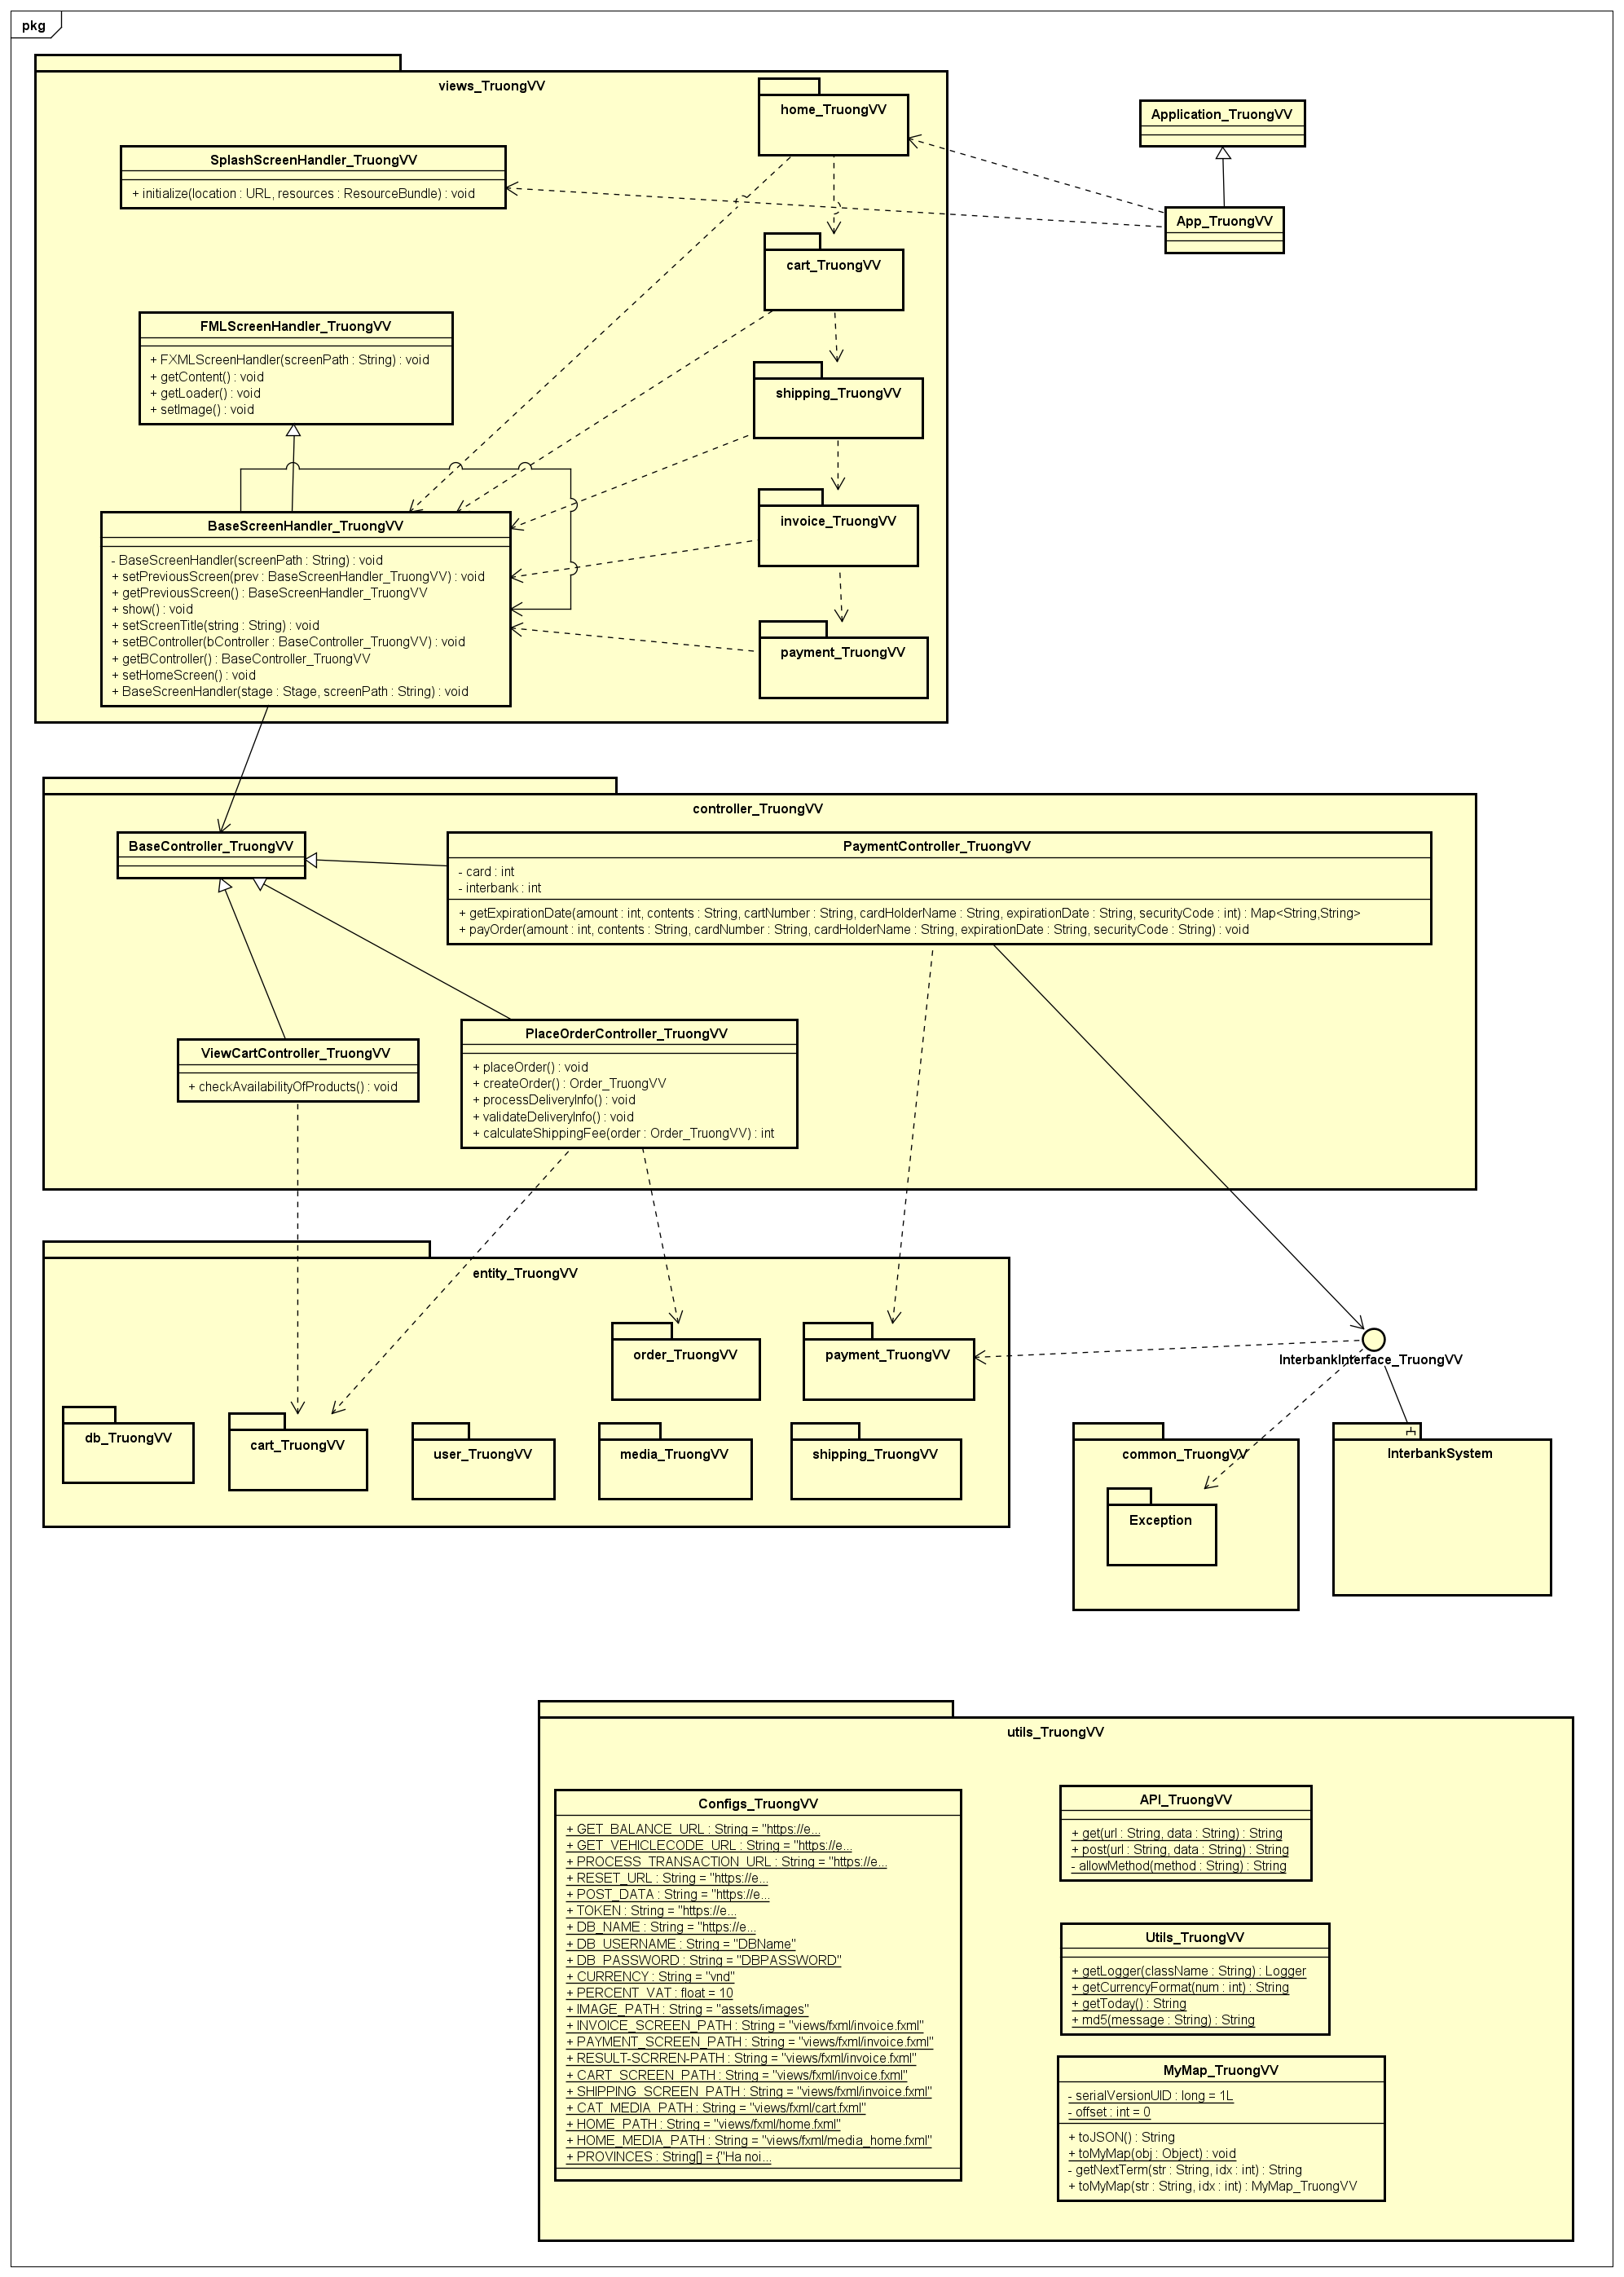 pkg
views_TruongVV
home_TruongVV
Application_TruongVV
SplashScreenHandler_TruongVV
+ initialize(location : URL, resources : ResourceBundle) : void
App_TruongVV
cart_TruongVV
FMLScreenHandler_TruongVV
+ FXMLScreenHandler(screenPath : String) : void
+ getContent() : void
+ getLoader() : void
+ setImage() : void
shipping_TruongVV
invoice_TruongVV
BaseScreenHandler_TruongVV
- BaseScreenHandler(screenPath : String) : void
+ setPreviousScreen(prev : BaseScreenHandler_TruongVV) : void
+ getPreviousScreen() : BaseScreenHandler_TruongVV
+ show() : void
+ setScreenTitle(string : String) : void
+ setBController(bController : BaseController_TruongVV) : void
+ getBController() : BaseController_TruongVV
+ setHomeScreen() : void
+ BaseScreenHandler(stage : Stage, screenPath : String) : void
payment_TruongVV
controller_TruongVV
BaseController_TruongVV
PaymentController_TruongVV
- card : int
- interbank : int
+ getExpirationDate(amount : int, contents : String, cartNumber : String, cardHolderName : String, expirationDate : String, securityCode : int) : Map<String,String>
+ payOrder(amount : int, contents : String, cardNumber : String, cardHolderName : String, expirationDate : String, securityCode : String) : void
ViewCartController_TruongVV
+ checkAvailabilityOfProducts() : void
PlaceOrderController_TruongVV
+ placeOrder() : void
+ createOrder() : Order_TruongVV
+ processDeliveryInfo() : void
+ validateDeliveryInfo() : void
+ calculateShippingFee(order : Order_TruongVV) : int
entity_TruongVV
order_TruongVV
payment_TruongVV
InterbankInterface_TruongVV
db_TruongVV
cart_TruongVV
user_TruongVV
media_TruongVV
shipping_TruongVV
common_TruongVV
Exception
InterbankSystem
utils_TruongVV
Configs_TruongVV
+ GET_BALANCE_URL : String = "https://e...
+ GET_VEHICLECODE_URL : String = "https://e...
+ PROCESS_TRANSACTION_URL : String = "https://e...
+ RESET_URL : String = "https://e...
+ POST_DATA : String = "https://e...
+ TOKEN : String = "https://e...
+ DB_NAME : String = "https://e...
+ DB_USERNAME : String = "DBName"
+ DB_PASSWORD : String = "DBPASSWORD"
+ CURRENCY : String = "vnd"
+ PERCENT_VAT : float = 10
+ IMAGE_PATH : String = "assets/images"
+ INVOICE_SCREEN_PATH : String = "views/fxml/invoice.fxml"
+ PAYMENT_SCREEN_PATH : String = "views/fxml/invoice.fxml"
+ RESULT-SCRREN-PATH : String = "views/fxml/invoice.fxml"
+ CART_SCREEN_PATH : String = "views/fxml/invoice.fxml"
+ SHIPPING_SCREEN_PATH : String = "views/fxml/invoice.fxml"
+ CAT_MEDIA_PATH : String = "views/fxml/cart.fxml"
+ HOME_PATH : String = "views/fxml/home.fxml"
+ HOME_MEDIA_PATH : String = "views/fxml/media_home.fxml"
+ PROVINCES : String[] = {"Ha noi...
API_TruongVV
+ get(url : String, data : String) : String
+ post(url : String, data : String) : String
- allowMethod(method : String) : String
Utils_TruongVV
+ getLogger(className : String) : Logger
+ getCurrencyFormat(num : int) : String
+ getToday() : String
+ md5(message : String) : String
MyMap_TruongVV
- serialVersionUID : long = 1L
- offset : int = 0
+ toJSON() : String
+ toMyMap(obj : Object) : void
- getNextTerm(str : String, idx : int) : String
+ toMyMap(str : String, idx : int) : MyMap_TruongVV